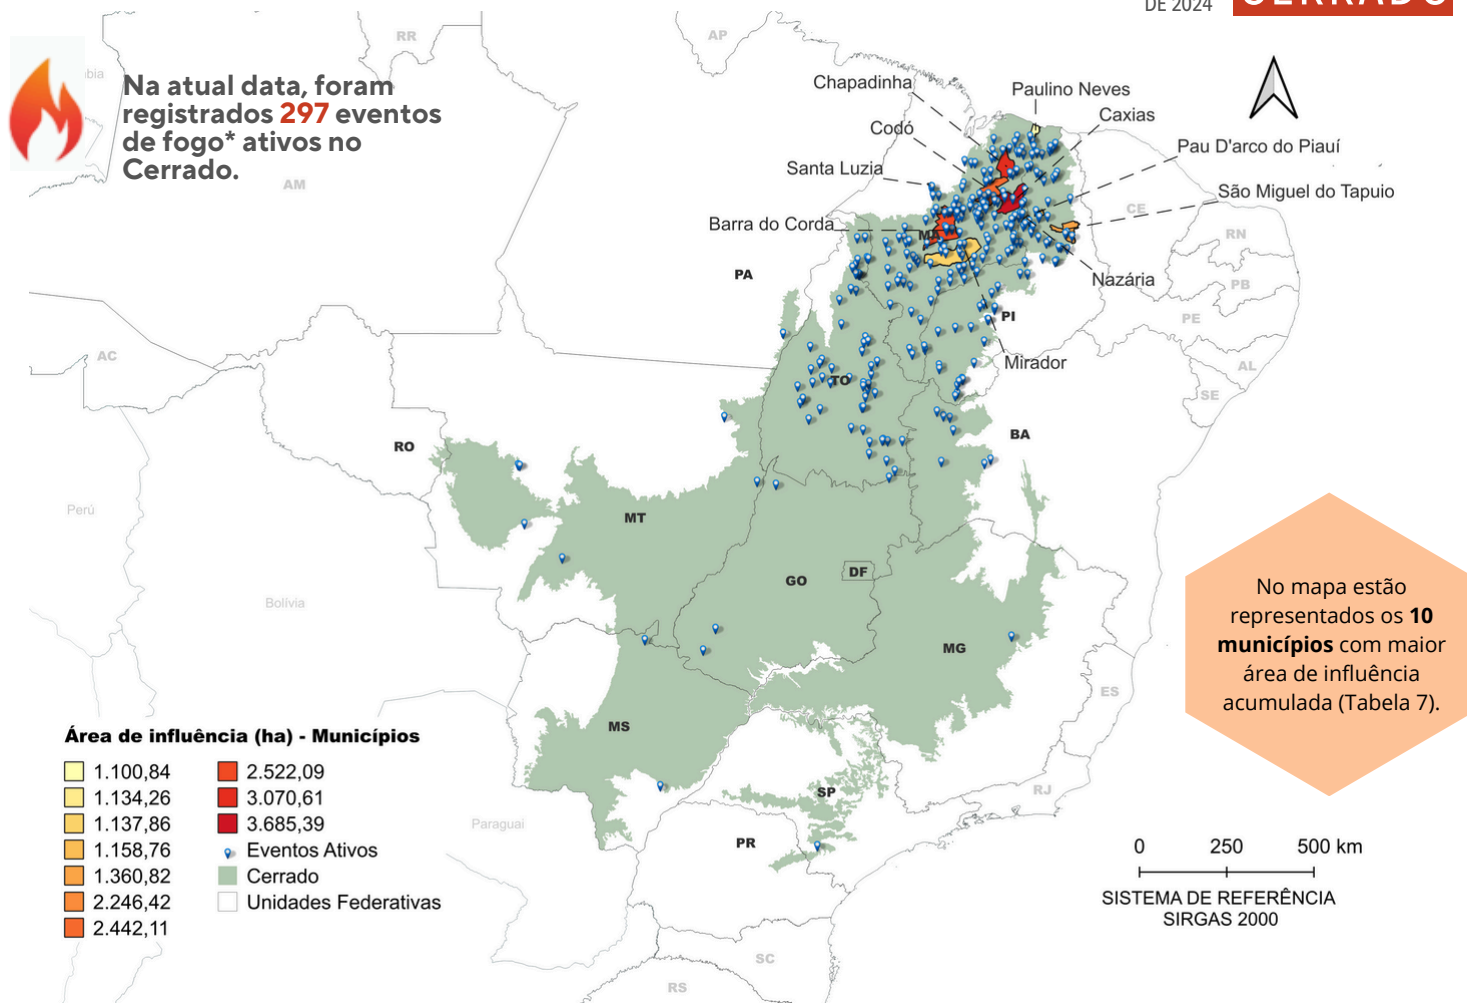 DE 2024
CERRADO
Na atual data, foram
registrados 297 eventos
de fogo* ativos no
Cerrado.
RR
AP
AM
AC
Perú
Bolívia
Paraguai
Chapadinha
Paulino Neves
Caxias
Codó
Pau D'arco do Piauí
Santa Luzia
São Miguel do Tapuio
Barra do Corda
MA
CE
RN
PA
Nazária
PB
PI
PE
Mirador
AL
TO
SE
RO
BA
MT
GO
DF
MG
ES
MS
SP
RJ
PR
SC
RS
No mapa estão
representados os 10
municípios com maior
área de influência
acumulada (Tabela 7).
Área de influência (ha) - Municípios
1.100,84
1.134,26
1.137,86
1.158,76
1.360,82
2.246,42
2.442,11
2.522,09
3.070,61
3.685,39
Eventos Ativos
Cerrado
Unidades Federativas
0 250 500 km
SISTEMA DE REFERÊNCIA
SIRGAS 2000